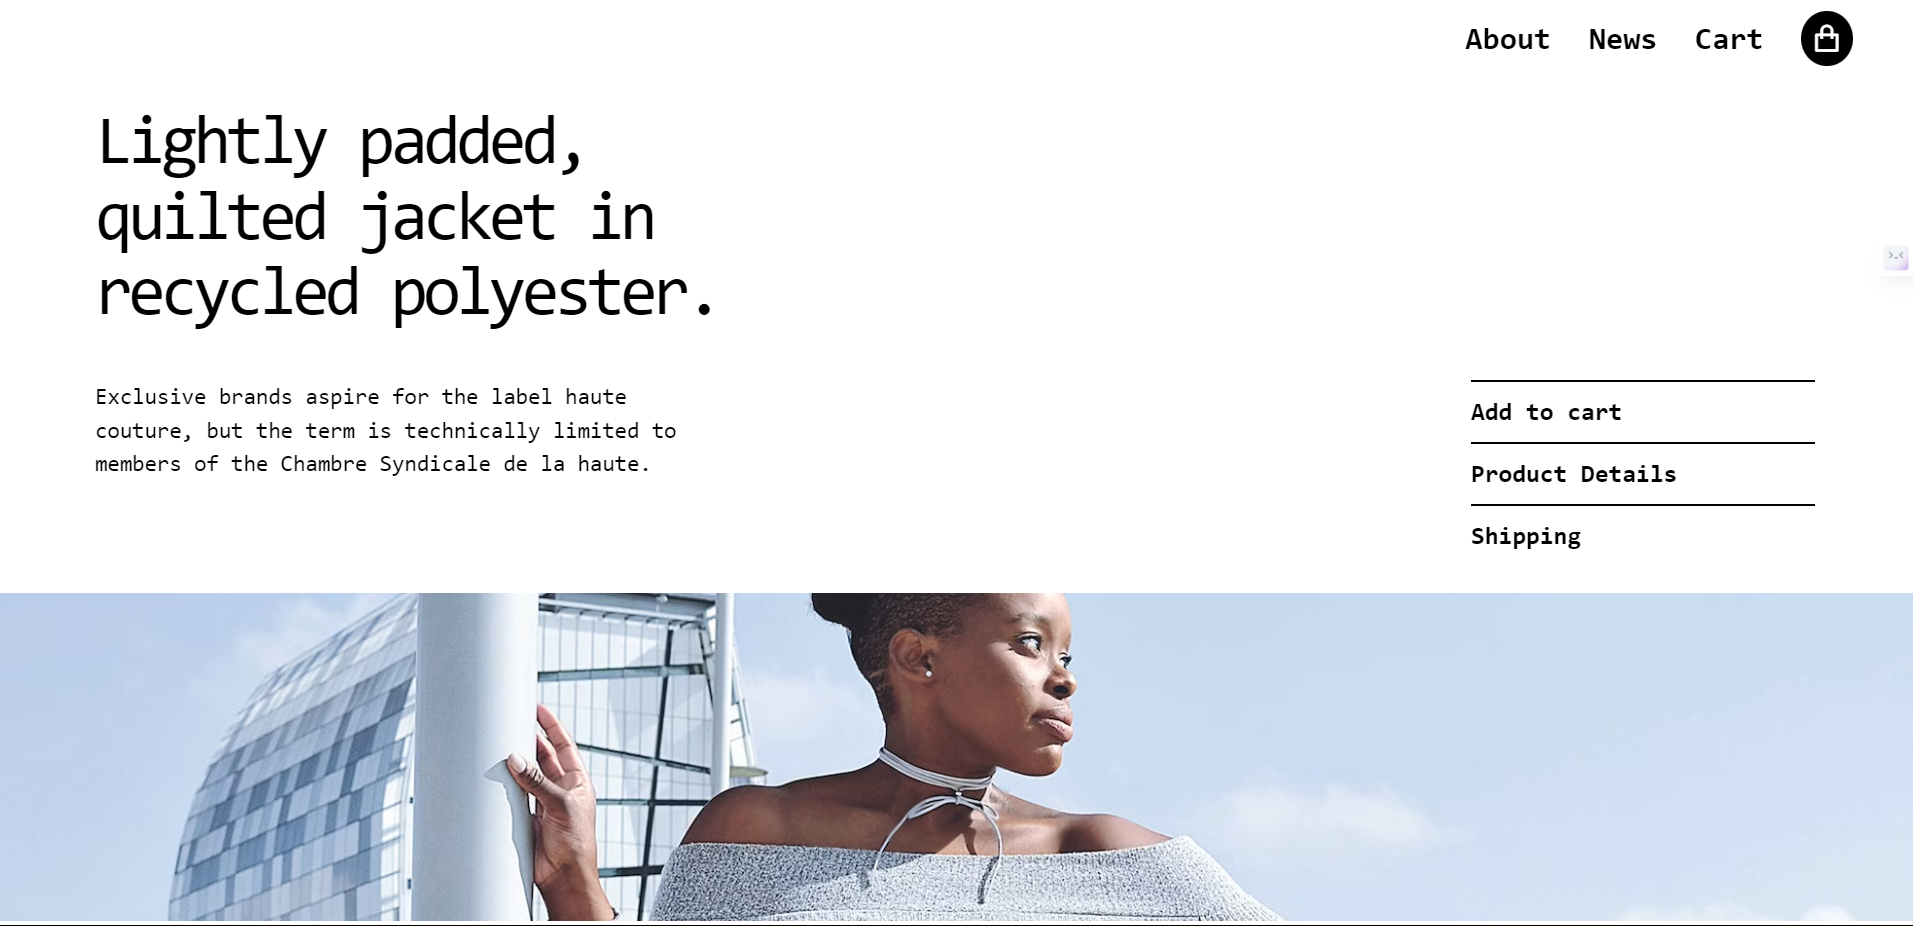 About News Cart
Lightly padded,
quilted jacket in
recycled polyester.
Exclusive brands aspire for the label haute
couture, but the term is technically limited to
members of the Chambre Syndicale de la haute.
Add to cart
Product Details
Shipping